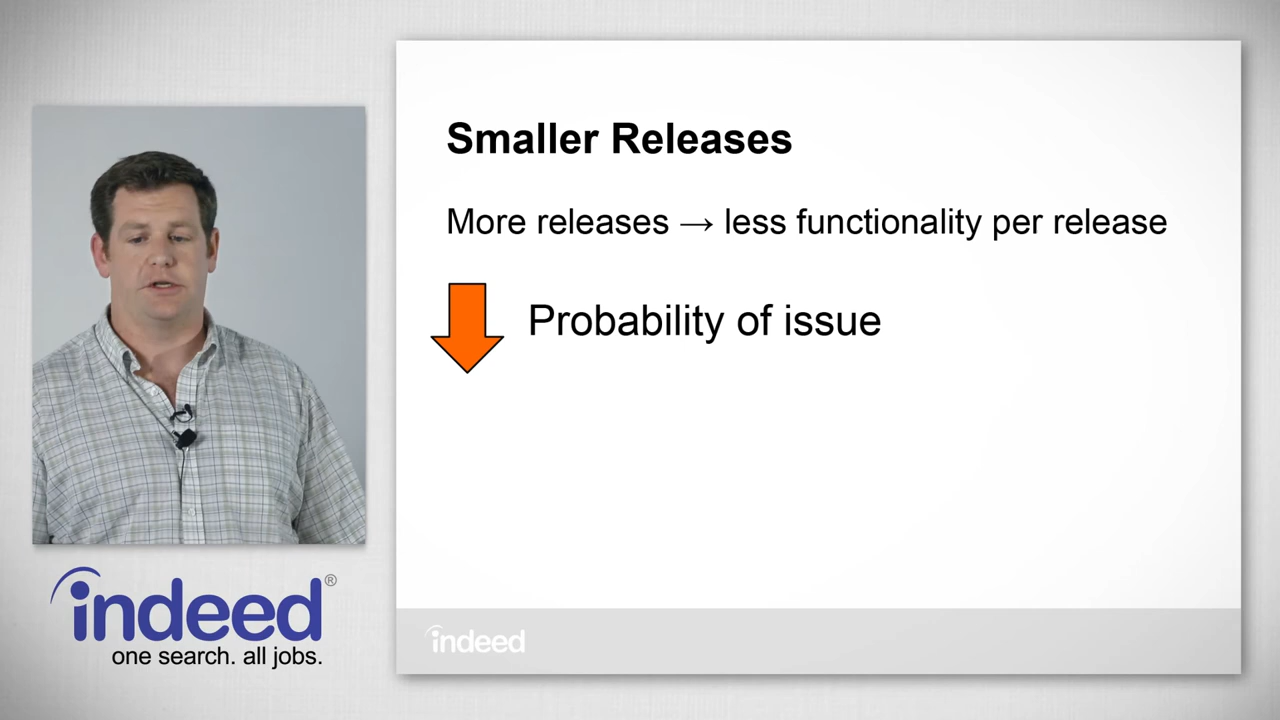 Smaller Releases
More releases → less functionality per release
Probability of issue
indeed®
one search. all jobs.
indeed